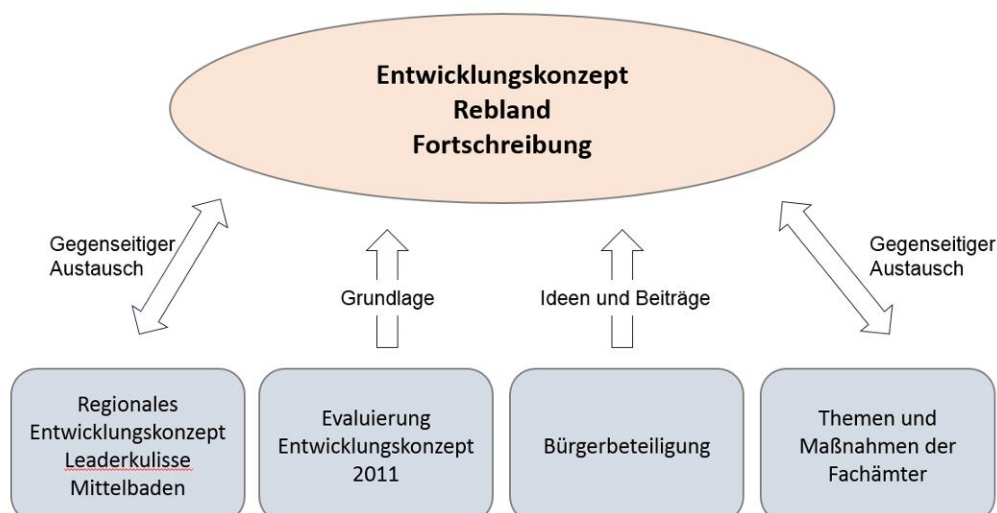 Entwicklungskonzept
Rebland
Fortschreibung
Gegenseitiger
Austausch
Grundlage
Ideen und Beiträge
Gegenseitiger
Austausch
Regionales
Entwicklungskonzept
Leaderkulisse
Mittelbaden
Evaluierung
Entwicklungskonzept
2011
Bürgerbeteiligung
Themen und
Maßnahmen der
Fachämter